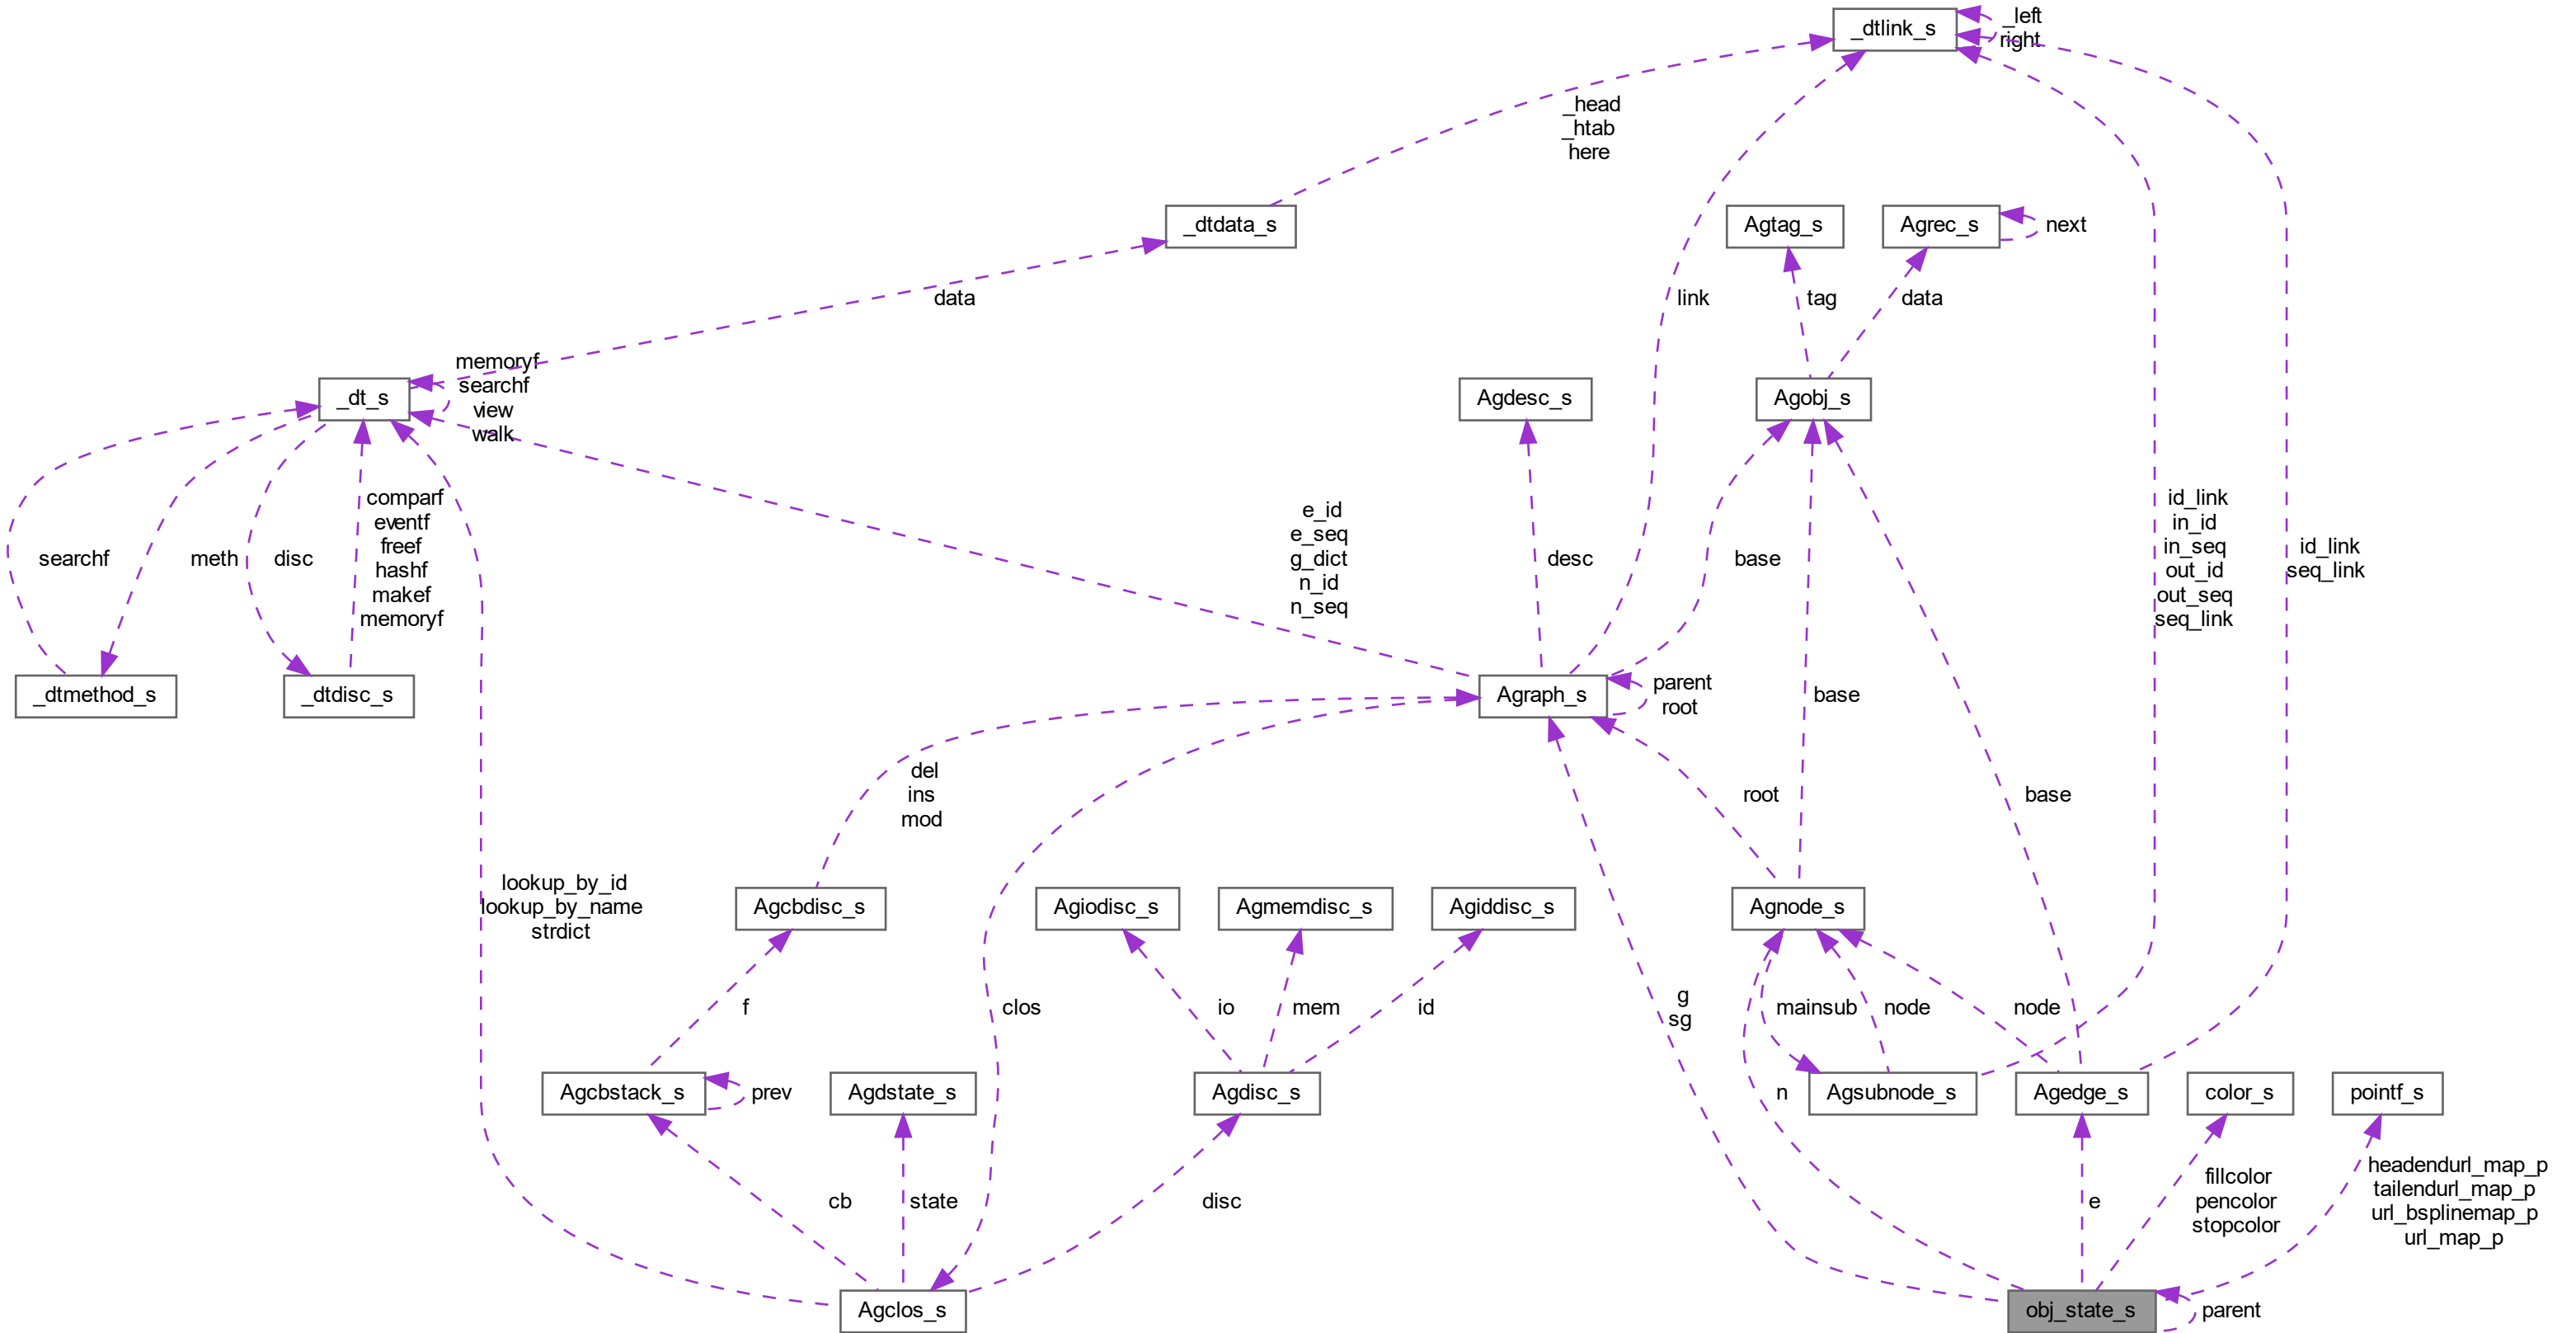 _dtlink_s
_left
right
_head
_htab
here
_dtdata_s
Agtag_s
Agrec_s
next
data
link
tag
data
memoryf
searchf
view
walk
_dt_s
Agdesc_s
Agobj_s
comparf
eventf
freef
hashf
makef
memoryf
searchf
meth
disc
e_id
e_seq
g_dict
n_id
n_seq
desc
base
id_link
in_id
in_seq
out_id
out_seq
seq_link
id_link
seq_link
_dtmethod_s
_dtdisc_s
Agraph_s
parent
root
base
del
ins
mod
root
base
lookup_by_id
lookup_by_name
strdict
Agcbdisc_s
Agiodisc_s
Agmemdisc_s
Agiddisc_s
Agnode_s
f
clos
io
mem
id
g
sg
mainsub
node
node
Agcbstack_s
prev
Agdstate_s
Agdisc_s
n
Agsubnode_s
Agedge_s
color_s
pointf_s
cb
state
disc
e
fillcolor
pencolor
stopcolor
headendurl_map_p
tailendurl_map_p
url_bsplinemap_p
url_map_p
Agclos_s
obj_state_s
parent